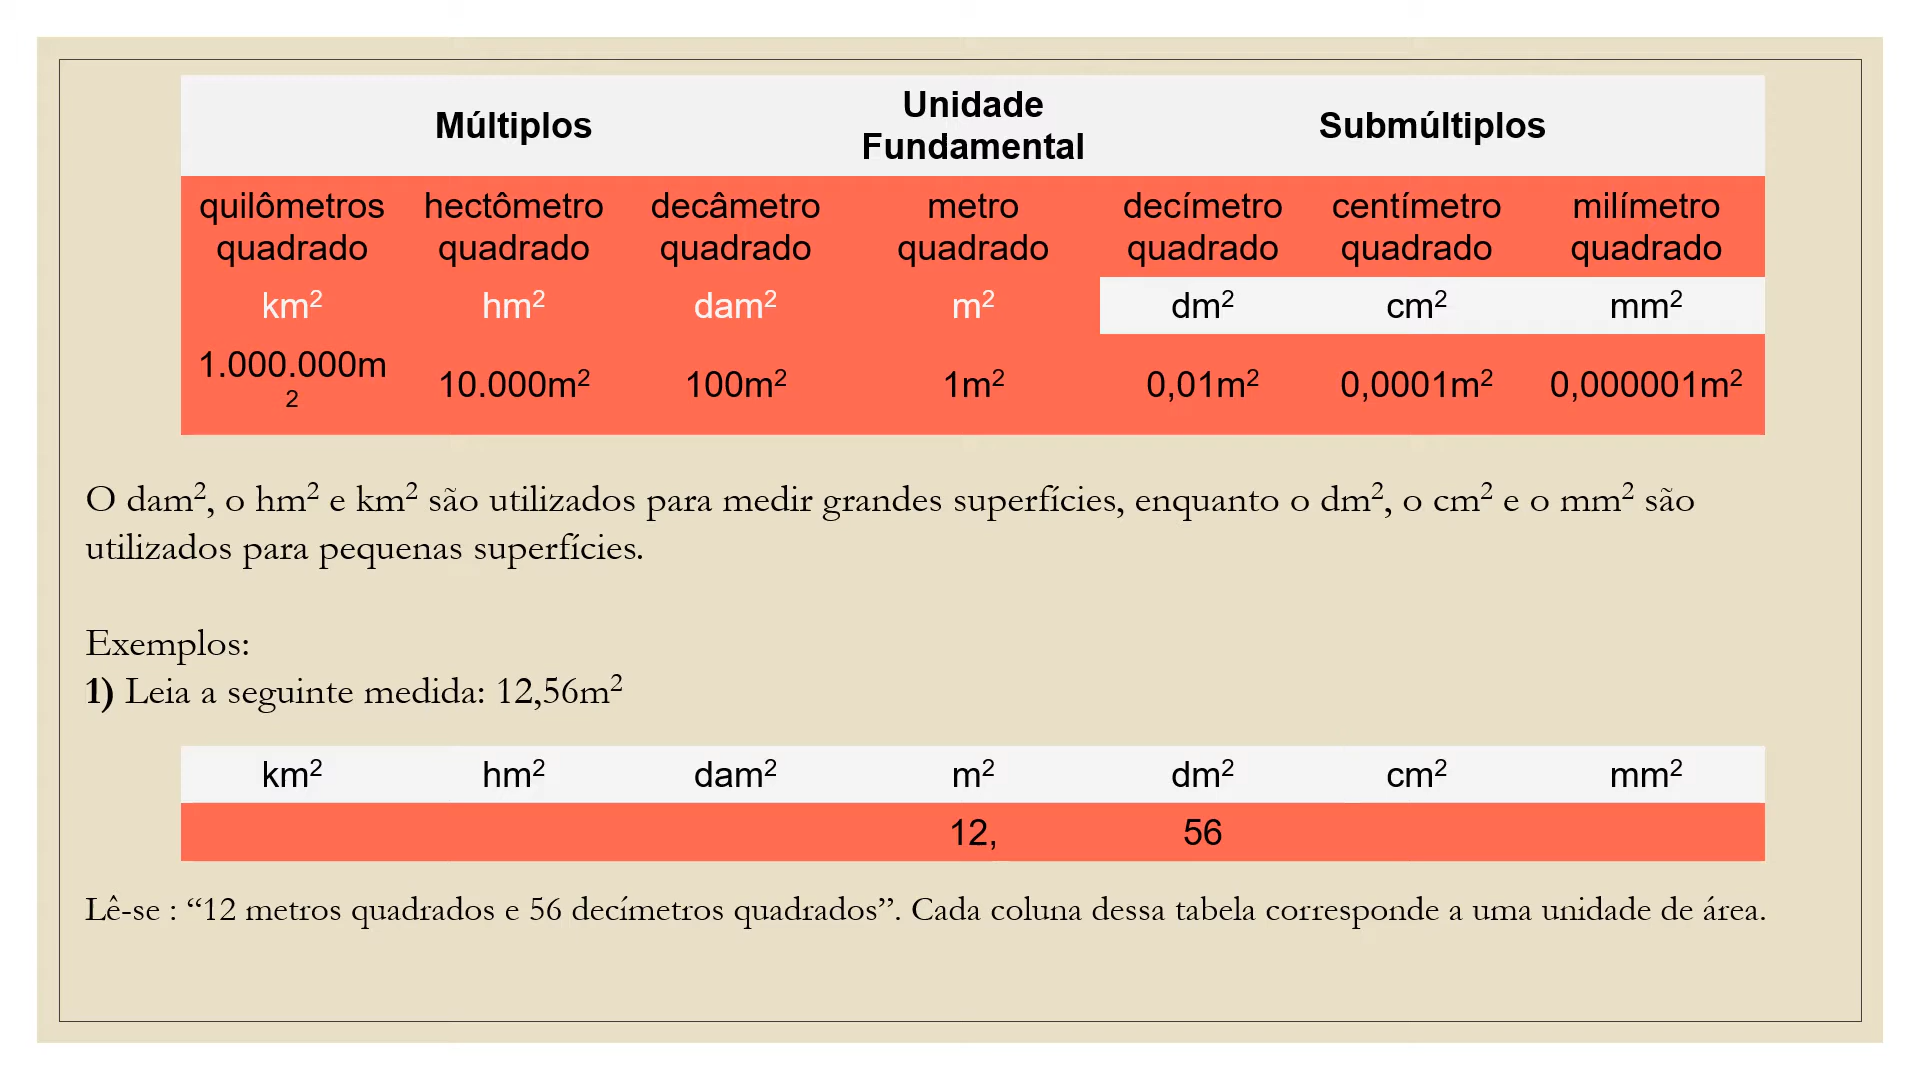 Múltiplos Unidade Fundamental Submúltiplos
quilômetros quadrado hectômetro quadrado decâmetro quadrado metro quadrado decímetro quadrado centímetro quadrado milímetro quadrado
km² hm² dam² m² dm² cm² mm²
1.000.000m² 10.000m² 100m² 1m² 0,01m² 0,0001m² 0,000001m²
O dam², o hm² e km² são utilizados para medir grandes superfícies, enquanto o dm², o cm² e o mm² são
utilizados para pequenas superfícies.
Exemplos:
1) Leia a seguinte medida: 12,56m²
km² hm² dam² m² dm² cm² mm²
12, 56
Lê-se : “12 metros quadrados e 56 decímetros quadrados”. Cada coluna dessa tabela corresponde a uma unidade de área.